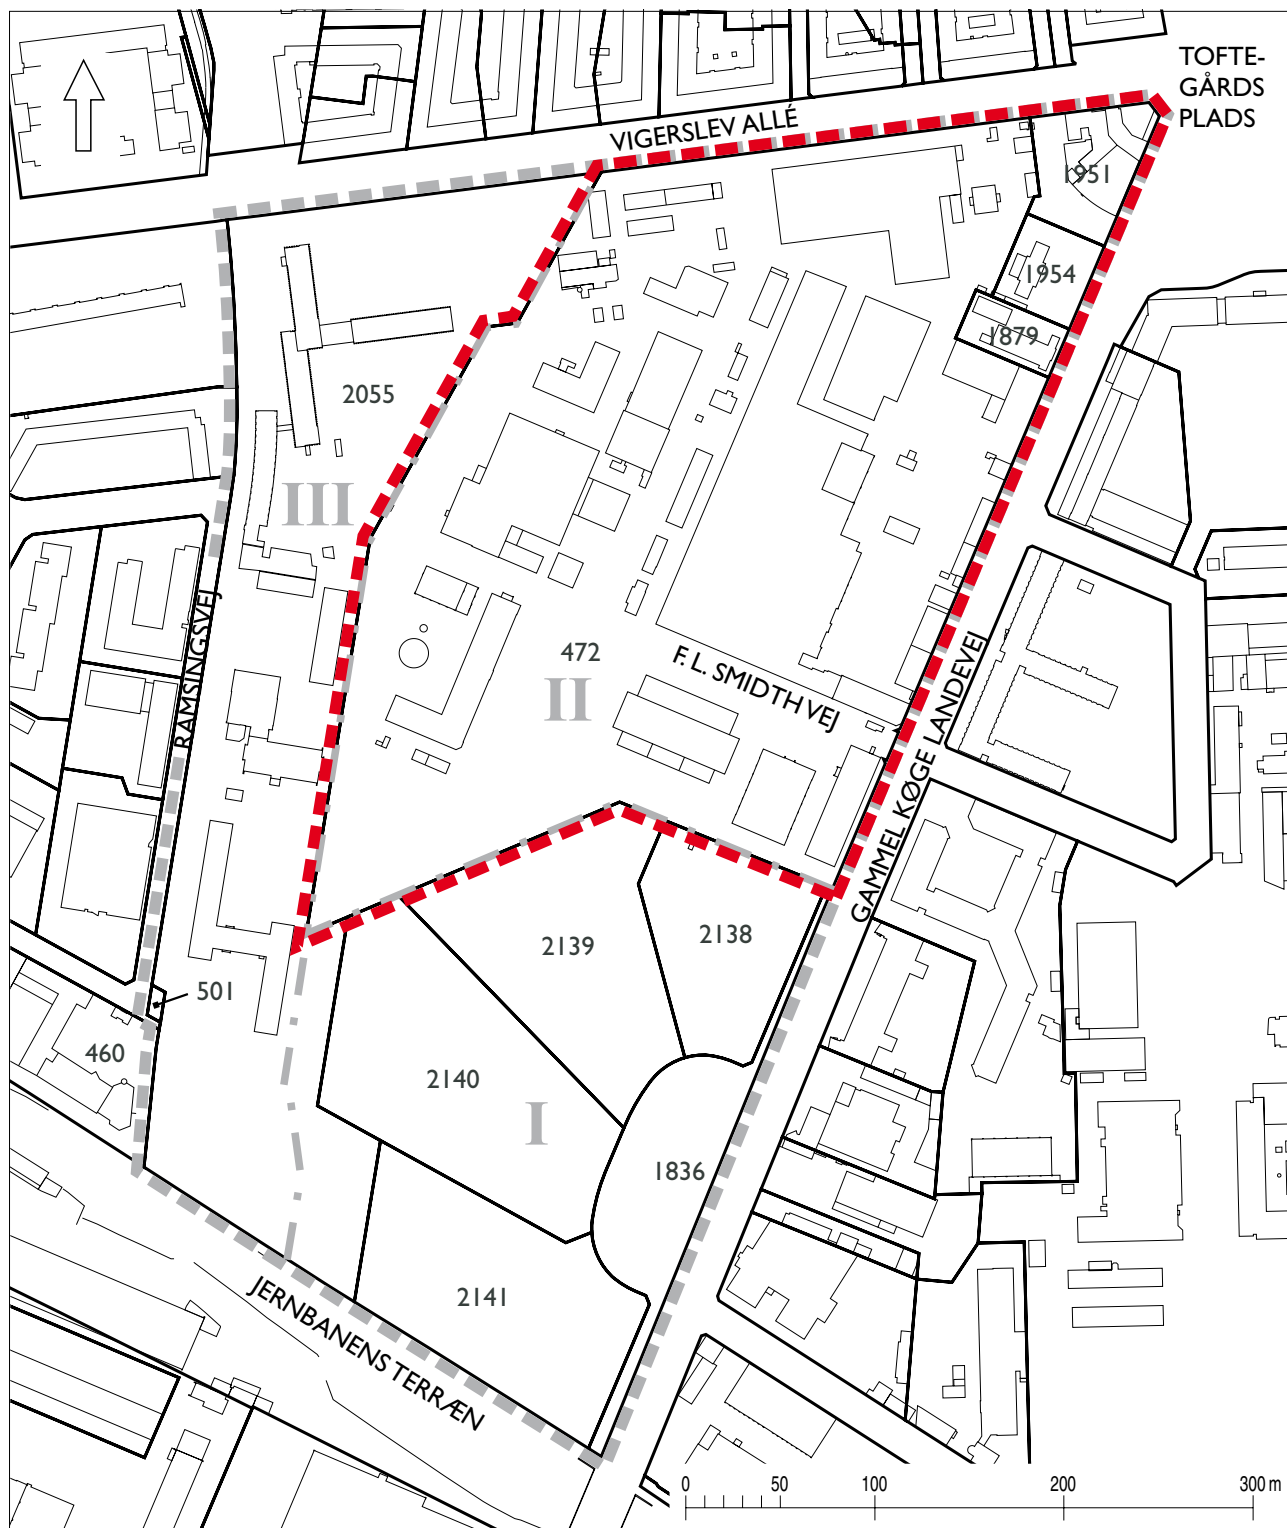 TOFTE-
GÅRDS
PLADS
VIGERSLEV ALLÉ
1951
1954
1879
2055
III
RAMSINGSVEJ
472
II
F. L. SMIDTH VEJ
GAMMEL KØGE LANDEVEJ
2139
2138
501
460
2140
I
1836
2141
JERNBANENS TERRÆN
0 50 100 200 300 m